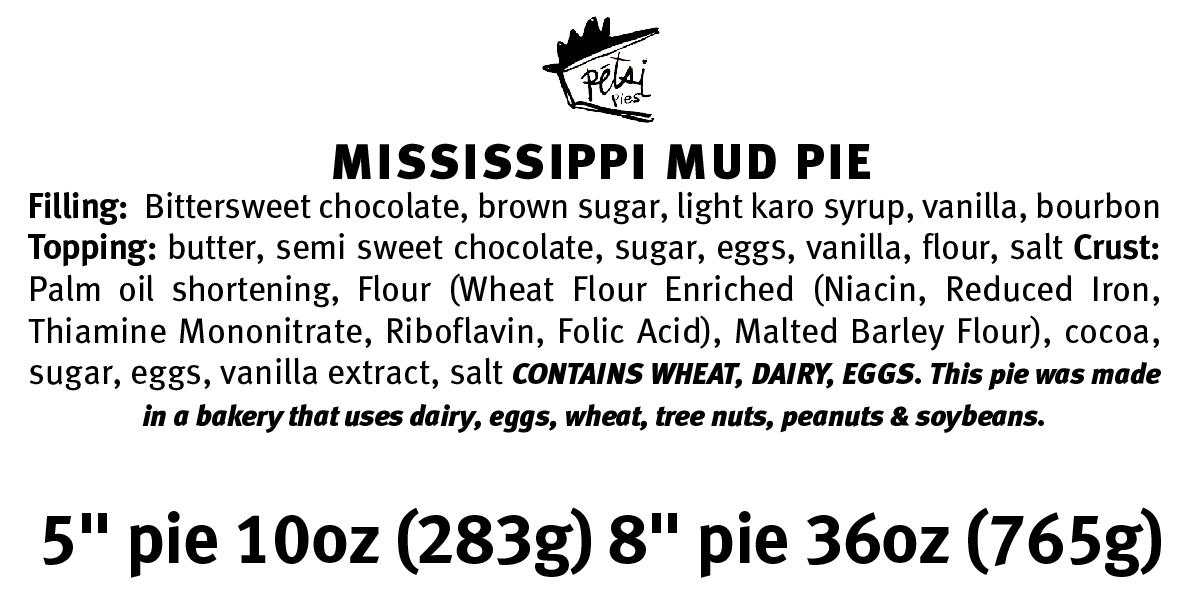 pétsi
pies
MISSISSIPPI MUD PIE
Filling: Bittersweet chocolate, brown sugar, light karo syrup, vanilla, bourbon
Topping: butter, semi sweet chocolate, sugar, eggs, vanilla, flour, salt Crust:
Palm oil shortening, Flour (Wheat Flour Enriched (Niacin, Reduced Iron,
Thiamine Mononitrate, Riboflavin, Folic Acid), Malted Barley Flour), cocoa,
sugar, eggs, vanilla extract, salt CONTAINS WHEAT, DAIRY, EGGS. This pie was made
in a bakery that uses dairy, eggs, wheat, tree nuts, peanuts & soybeans.
5" pie 10oz (283g) 8" pie 36oz (765g)